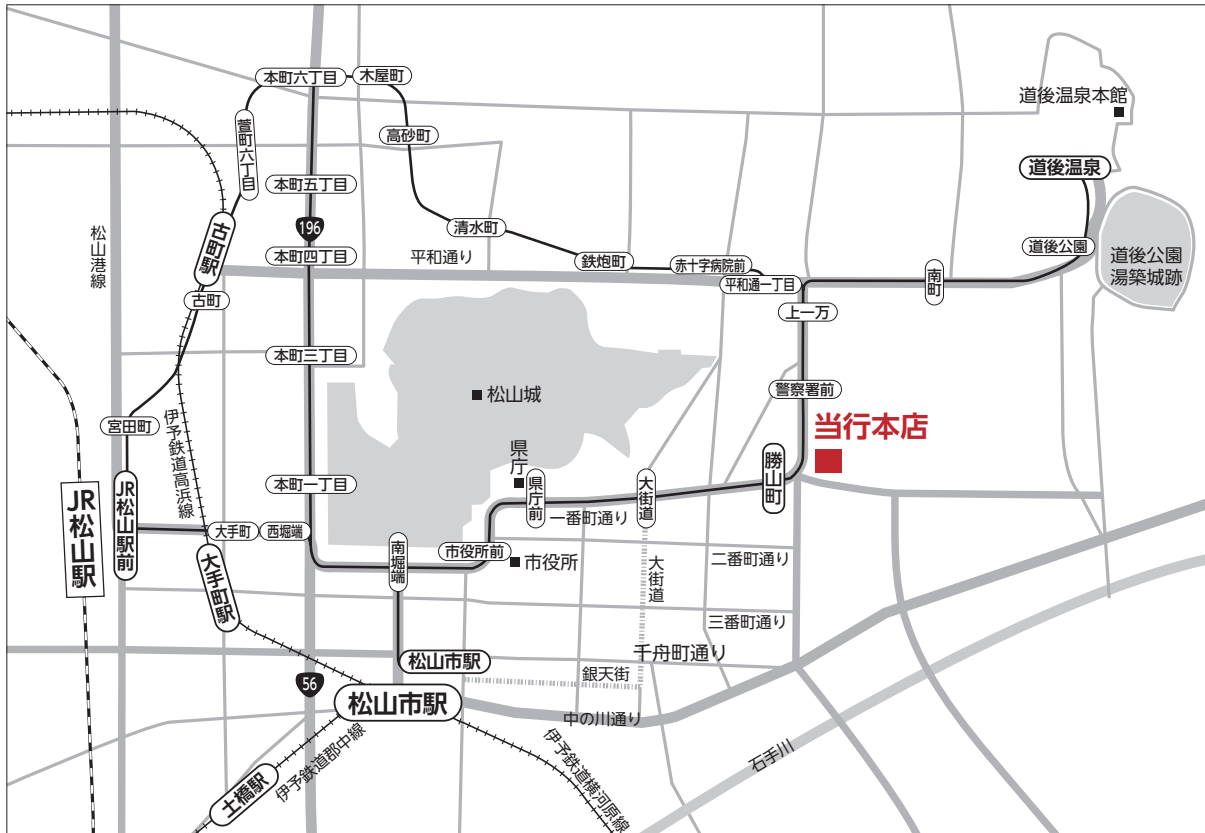 本町六丁目
木屋町
道後温泉本館
萱町六丁目
高砂町
道後温泉
本町五丁目
196
古町駅
松山港線
清水町
本町四丁目
平和通り
鉄炮町
赤十字病院前
平和通一丁目
南町
道後公園
道後公園
湯築城跡
古町
上一万
本町三丁目
松山城
警察署前
宮田町
伊予鉄道高浜線
当行本店
県庁
勝山町
本町一丁目
県庁前
大街道
JR松山駅
JR松山駅前
一番町通り
大手町
西堀端
南堀端
市役所前
市役所
大街道
二番町通り
大手町駅
三番町通り
千舟町通り
松山市駅
銀天街
56
松山市駅
中の川通り
石手川
土橋駅
伊予鉄道郡中線
伊予鉄道横河原線